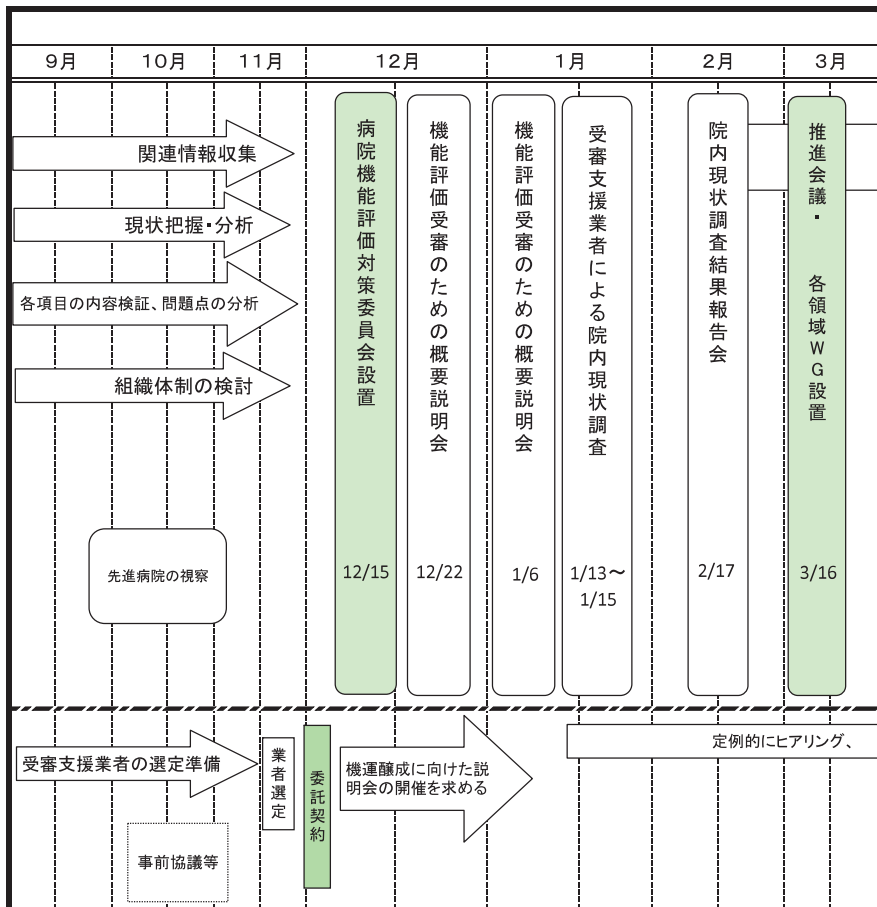 9月
10月
11月
12月
1月
2月
3月
関連情報収集
現状把握・分析
各項目の内容検証、問題点の分析
組織体制の検討
先進病院の視察
病院機能評価対策委員会設置
12/15
機能評価受審のための概要説明会
12/22
機能評価受審のための概要説明会
1/6
受審支援業者による院内現状調査
1/13～
1/15
院内現状調査結果報告会
2/17
推進会議・　各領域WG設置
3/16
受審支援業者の選定準備
事前協議等
業者選定
委託契約
機運醸成に向けた説
明会の開催を求める
定例的にヒアリング、